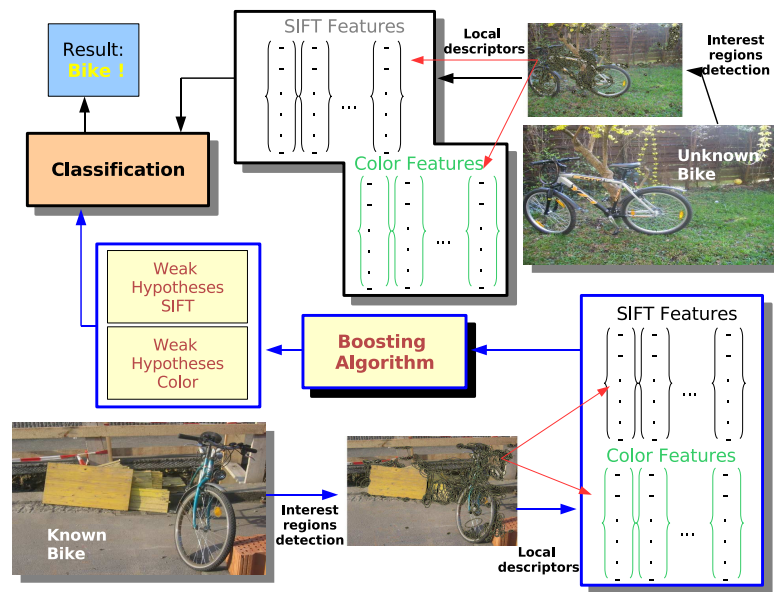 SIFT Features
Result:
Bike !
Local
descriptors
Interest
regions
detection
...
Classification
Color Features
Unknown
Bike
...
Weak
Hypotheses
SIFT
SIFT Features
Boosting
Algorithm
Weak
Hypotheses
Color
...
Color Features
Known
Bike
Interest
regions
detection
...
Local
descriptors